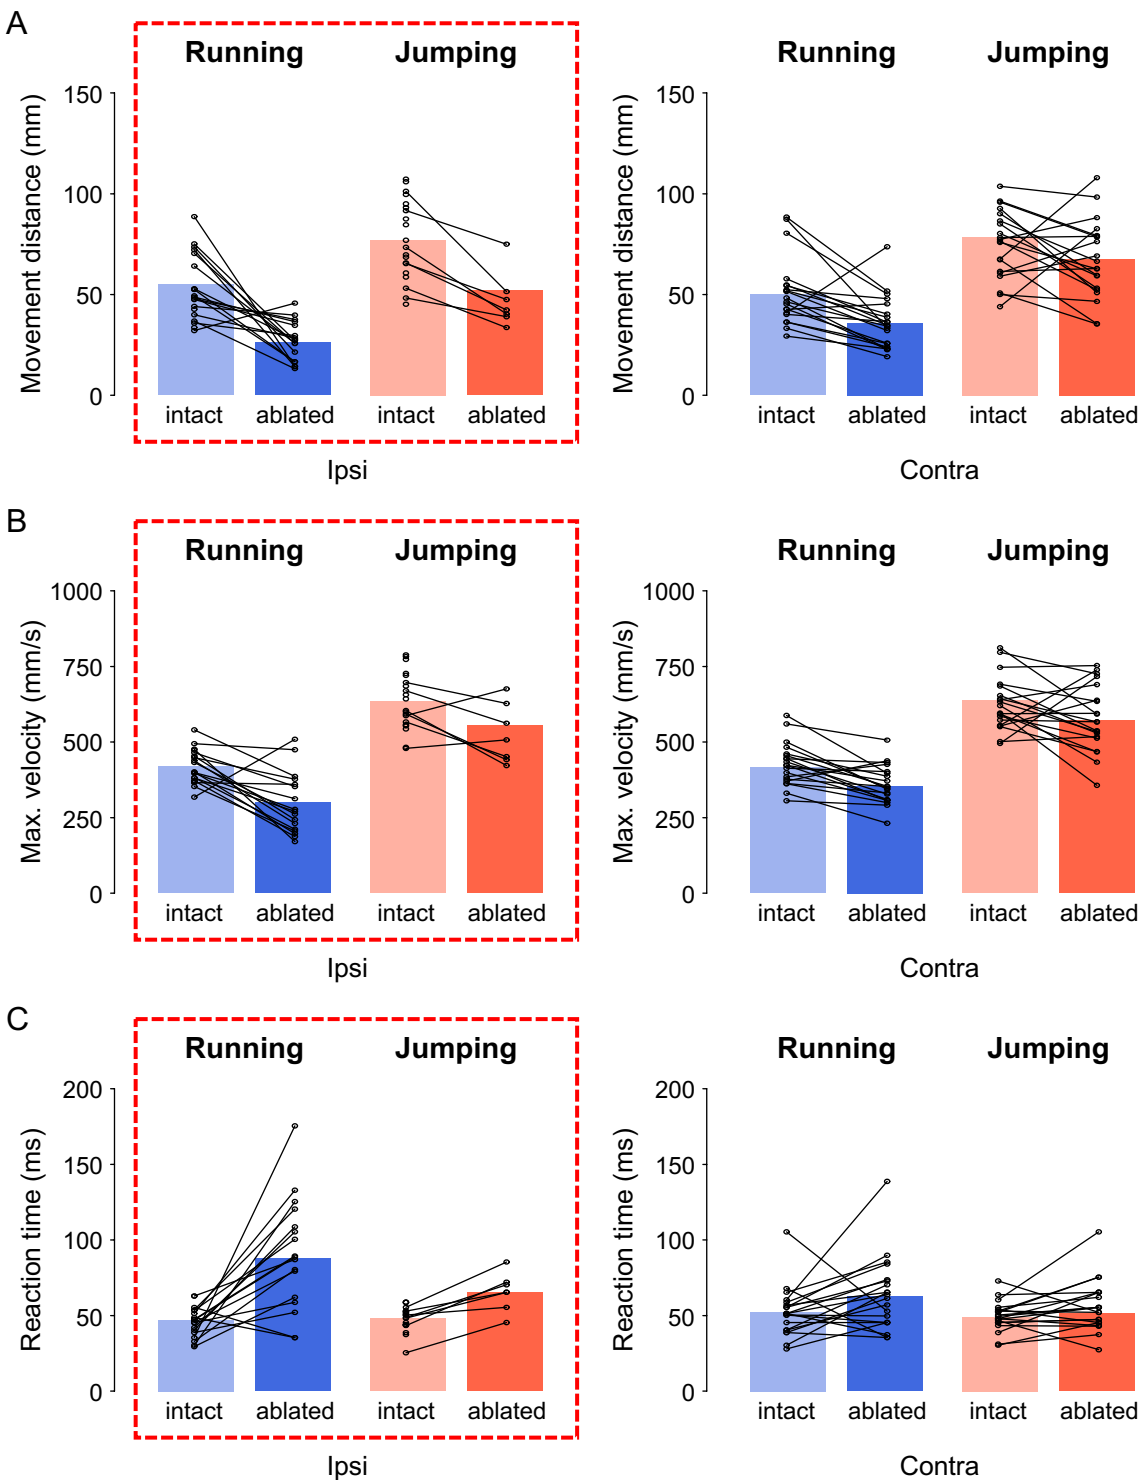 A
Running Jumping Running Jumping
Movement distance (mm) Movement distance (mm)
150 150
100 100
50 50
0 0
intact ablated intact ablated intact ablated intact ablated
Ipsi Contra
B
Running Jumping Running Jumping
Max. velocity (mm/s) Max. velocity (mm/s)
1000 1000
750 750
500 500
250 250
0 0
intact ablated intact ablated intact ablated intact ablated
Ipsi Contra
C
Running Jumping Running Jumping
Reaction time (ms) Reaction time (ms)
200 200
150 150
100 100
50 50
0 0
intact ablated intact ablated intact ablated intact ablated
Ipsi Contra